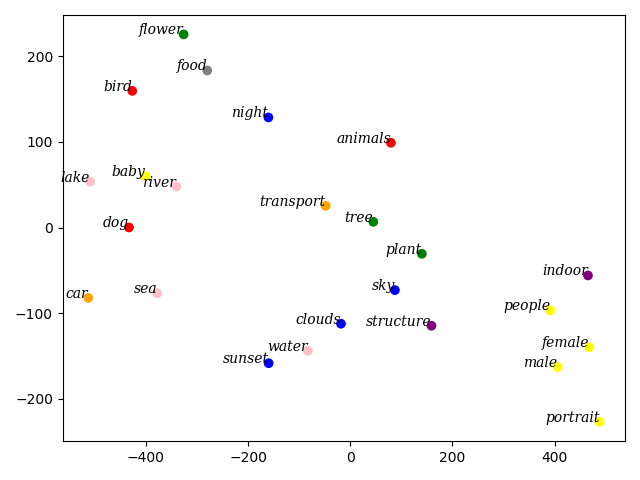 flower
200
food
bird
night
100
animals
baby
lake
river
transport
tree
dog
0
plant
indoor
sky
sea
car
people
−100
clouds
structure
female
water
sunset
male
−200
portrait
−400
−200
0
200
400